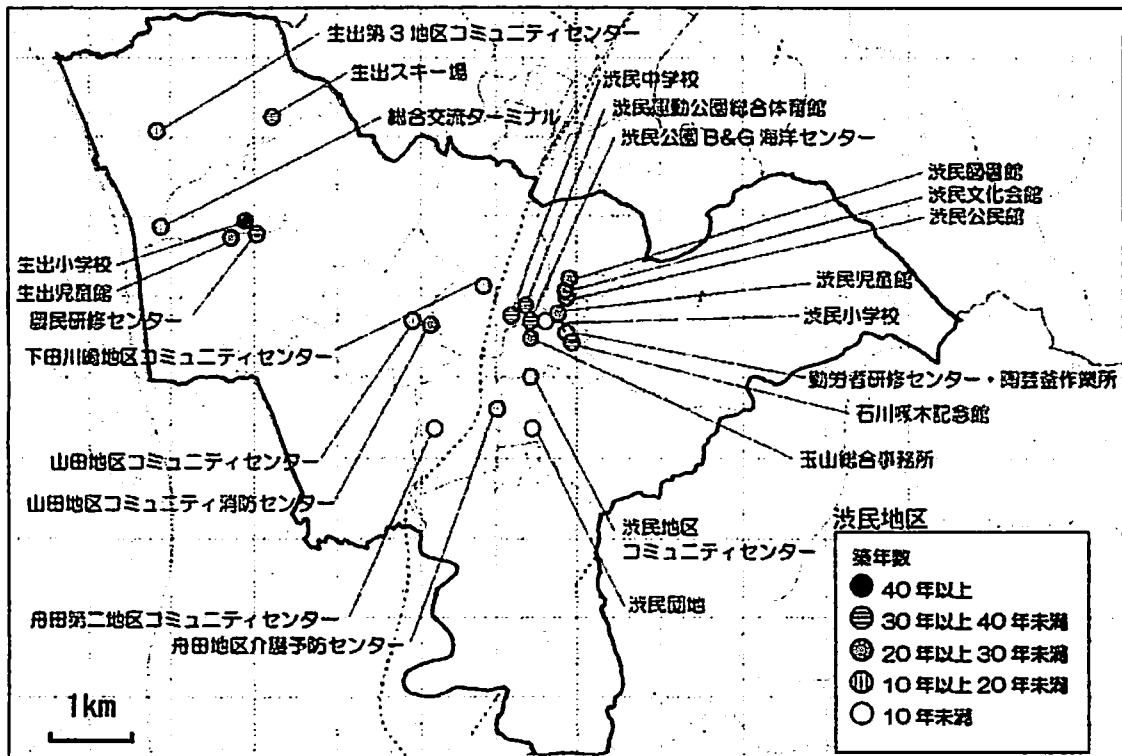 生出第3地区コミュニティセンター
生出スキー場
総合交流ターミナル
渋民中学校
渋民運動公園総合体育館
渋民公園B&G海洋センター
渋民図書館
渋民文化会館
渋民公民館
生出小学校
生出児童館
農民研修センター
下田川崎地区コミュニティセンター
渋民児童館
渋民小学校
勤労者研修センター・陶芸釜作業所
石川啄木記念館
玉山総合事務所
山田地区コミュニティセンター
山田地区コミュニティ消防センター
渋民地区
コミュニティセンター
渋民団地
舟田第二地区コミュニティセンター
舟田地区介護予防センター
渋民地区
築年数
40年以上
30年以上40年未満
20年以上30年未満
10年以上20年未満
10年未満
1km